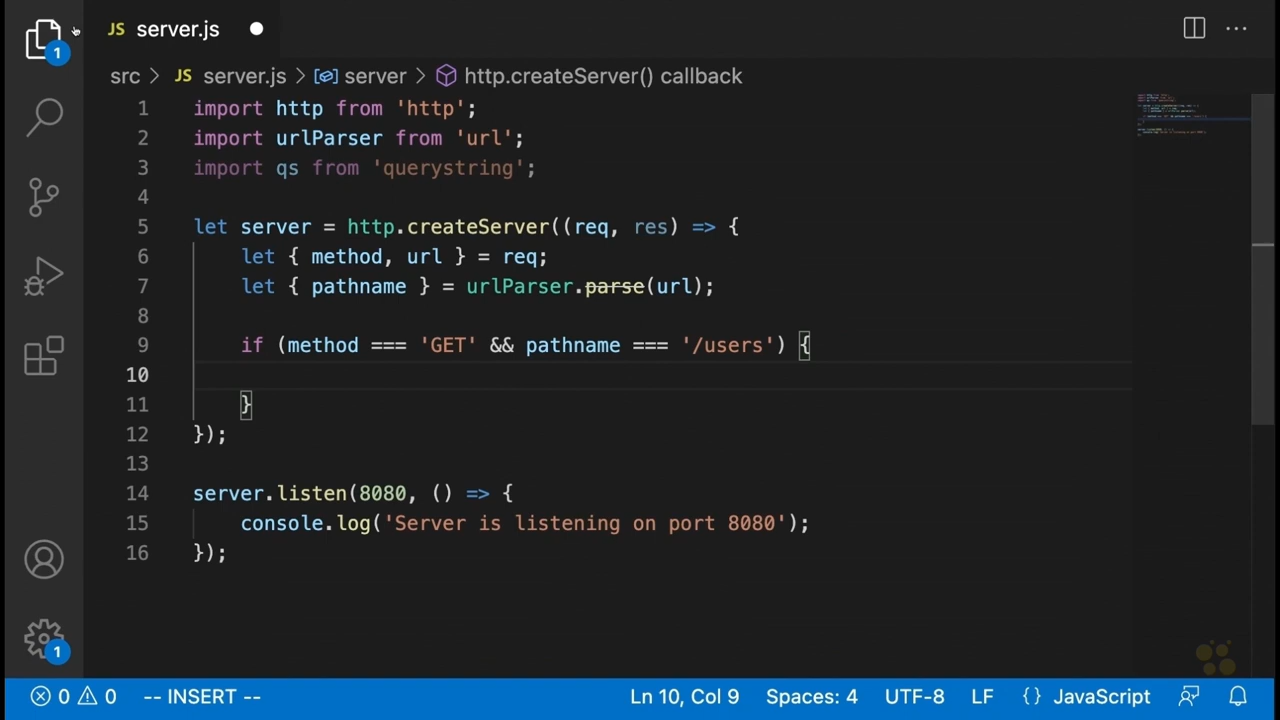 JS server.js
1
src > JS server.js > server > http.createServer() callback
1 import http from 'http';
2 import urlParser from 'url';
3 import qs from 'querystring';
4
5 let server = http.createServer((req, res) => {
6 let { method, url } = req;
7 let { pathname } = urlParser.parse(url);
8
9 if (method === 'GET' && pathname === '/users') {
10
11 }
12 });
13
14 server.listen(8080, () => {
15 console.log('Server is listening on port 8080');
16 });
1
0 0 -- INSERT -- Ln 10, Col 9 Spaces: 4 UTF-8 LF {} JavaScript